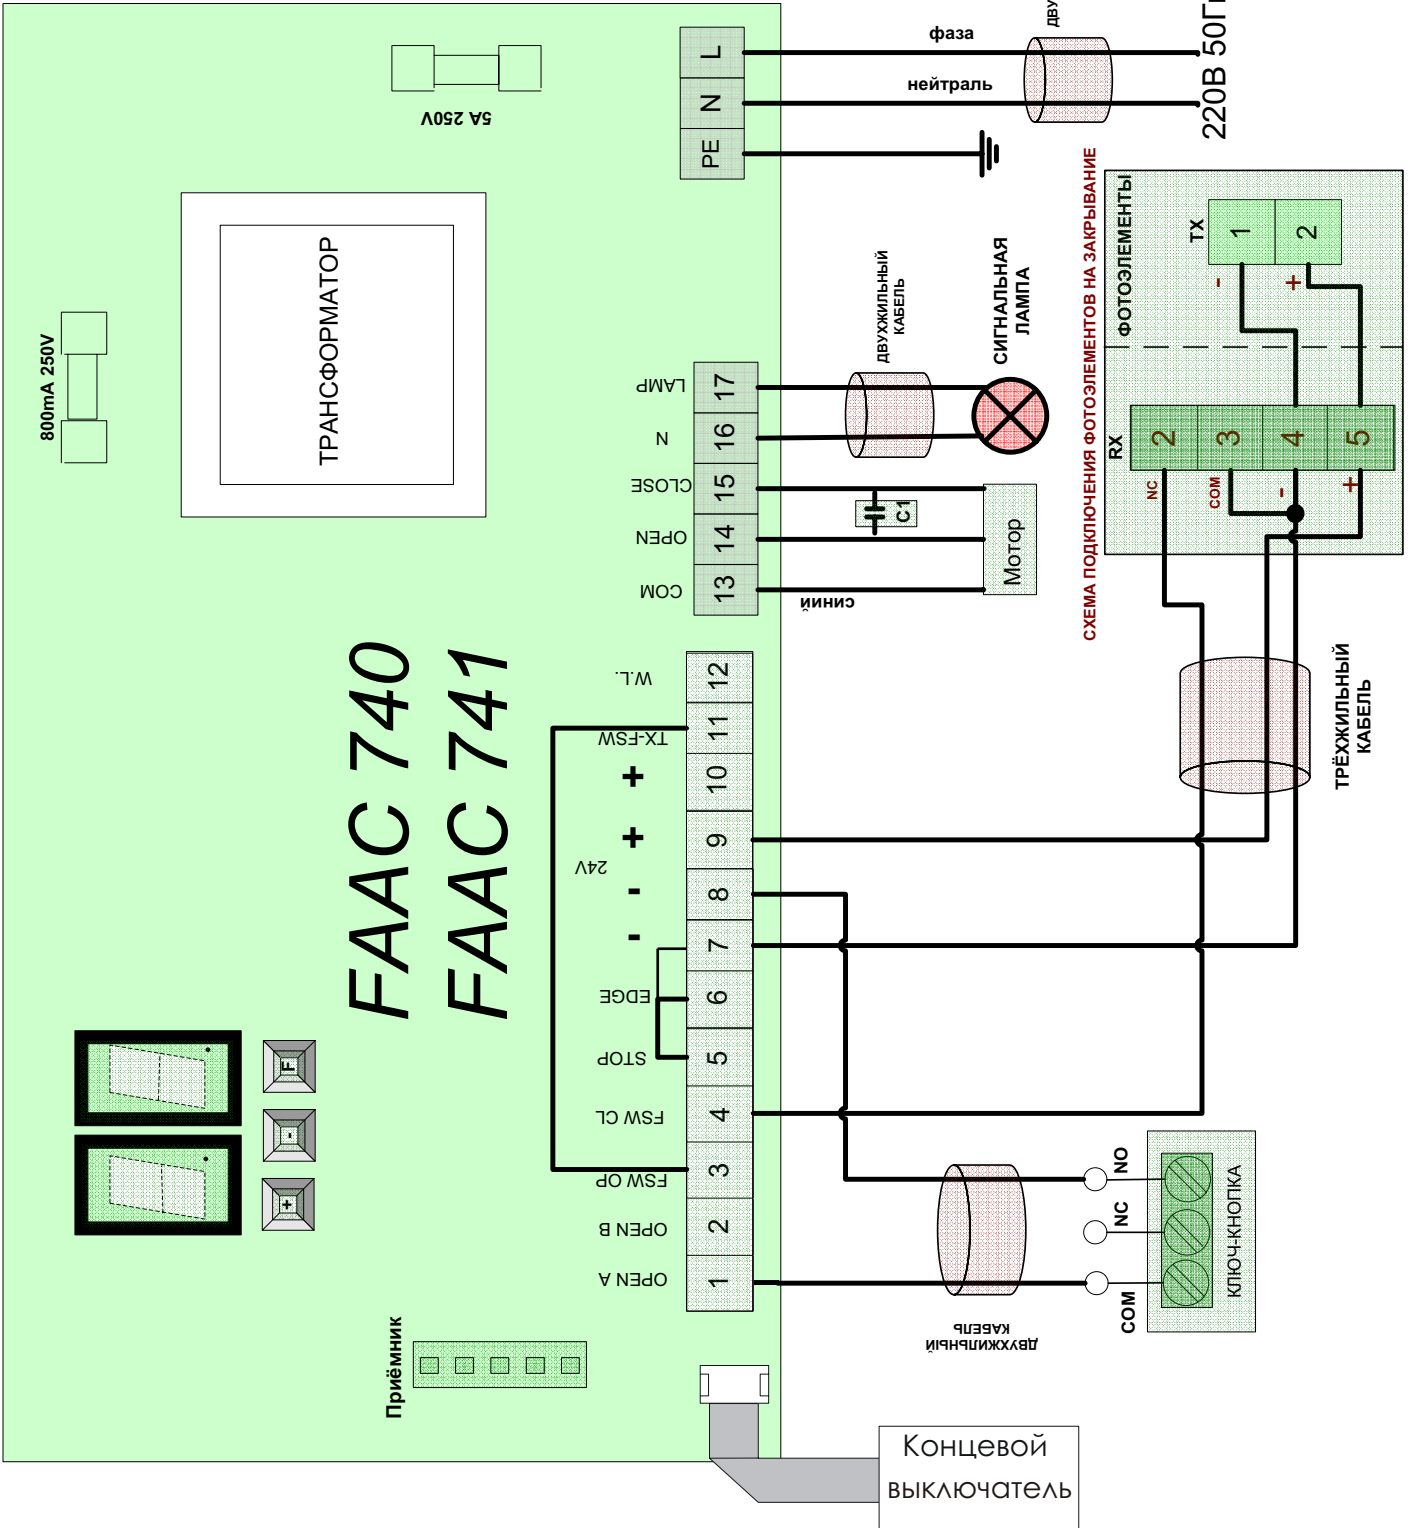 800mA 250V
5A 250V
ТРАНСФОРМАТОР
FAAC 740
FAAC 741
L
N
PE
фаза
нейтраль
ДВУ
220В 50Г
LAMP
N
CLOSE
OPEN
COM
17
16
15
14
13
ДВУХЖИЛЬНЫЙ
КАБЕЛЬ
СИГНАЛЬНАЯ
ЛАМПА
C1
Мотор
синий
СХЕМА ПОДКЛЮЧЕНИЯ ФОТОЭЛЕМЕНТОВ НА ЗАКРЫВАНИЕ
ФОТОЭЛЕМЕНТЫ
TX
1
2
-
+
RX
2
3
4
5
NC
COM
-
+
ТРЁХЖИЛЬНЫЙ
КАБЕЛЬ
W.L.
TX-FSW
+
+
24V
-
-
EDGE
STOP
FSW CL
FSW OP
OPEN B
OPEN A
12
11
10
9
8
7
6
5
4
3
2
1
F
-
+
Приёмник
ДВУХЖИЛЬНЫЙ
КАБЕЛЬ
NO
NC
COM
КЛЮЧ-КНОПКА
Концевой
выключатель